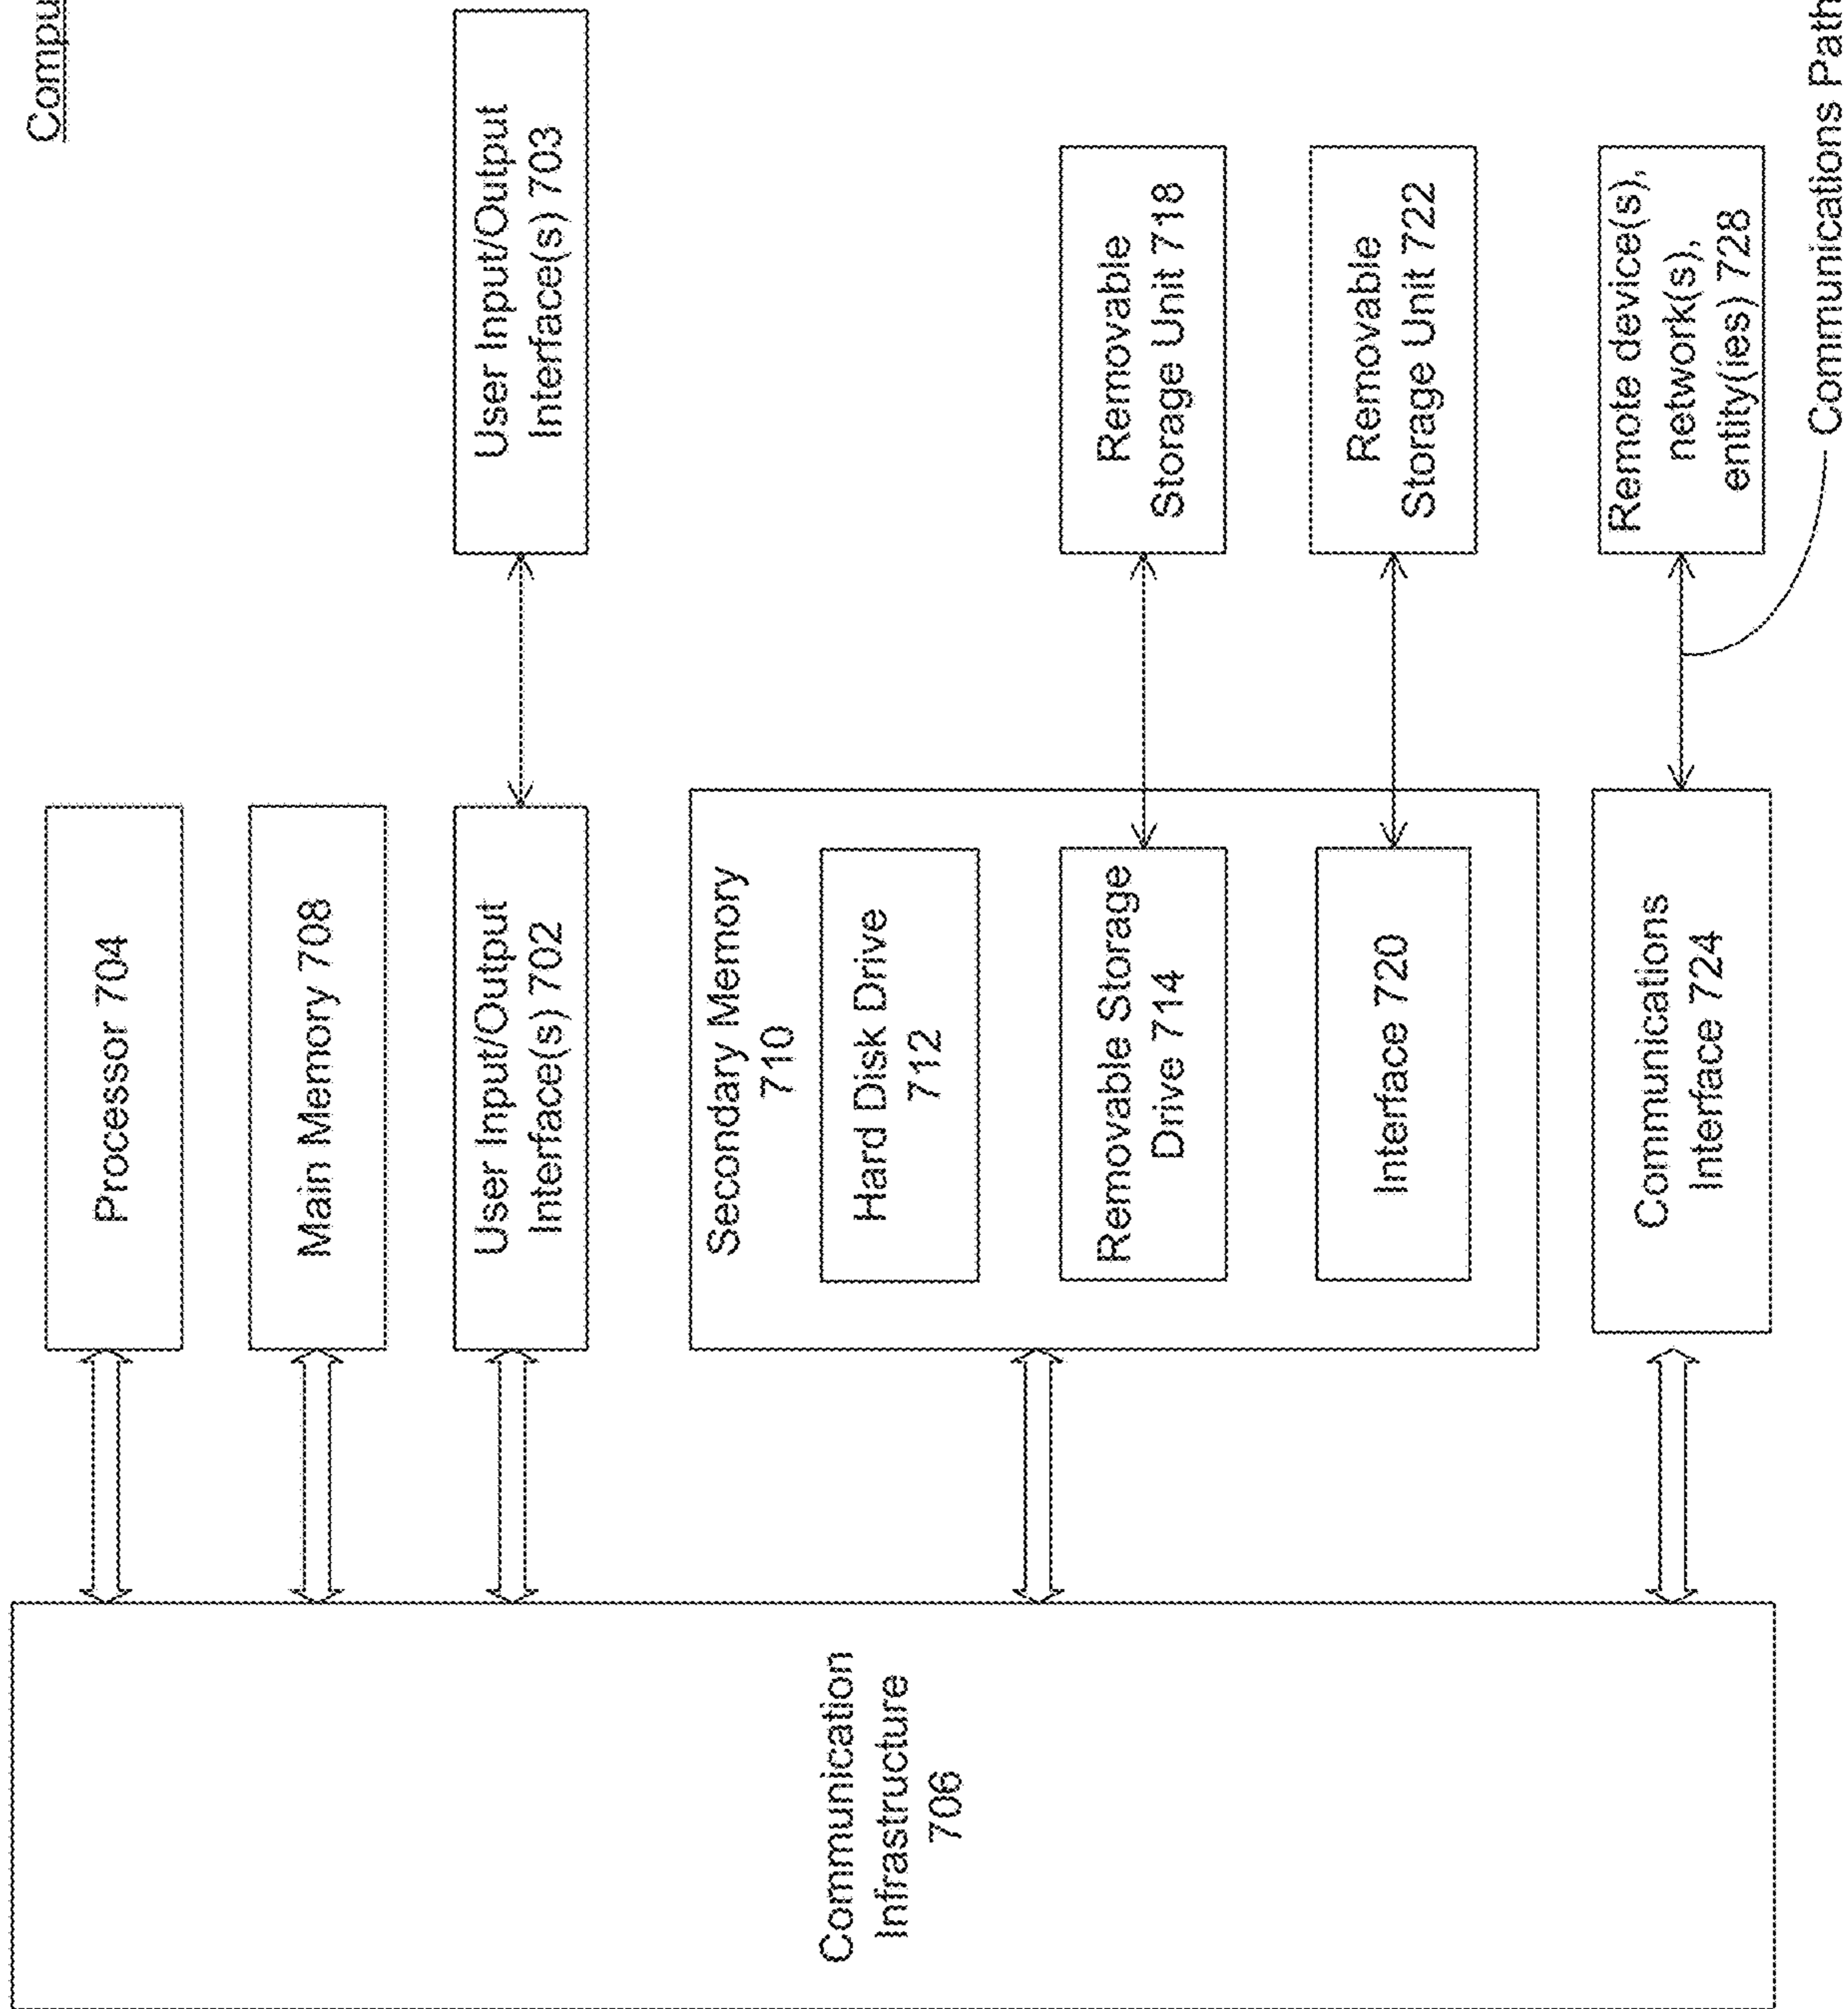 Compu
Processor 704
Main Memory 708
User Input/Output
Interface(s) 702
User Input/Output
Interface(s) 703
Secondary Memory
710
Hard Disk Drive
712
Removable Storage
Drive 714
Removable
Storage Unit 718
Interface 720
Removable
Storage Unit 722
Communications
Interface 724
Remote device(s),
network(s),
entity(ies) 728
Communications Path
Communication
Infrastructure
706